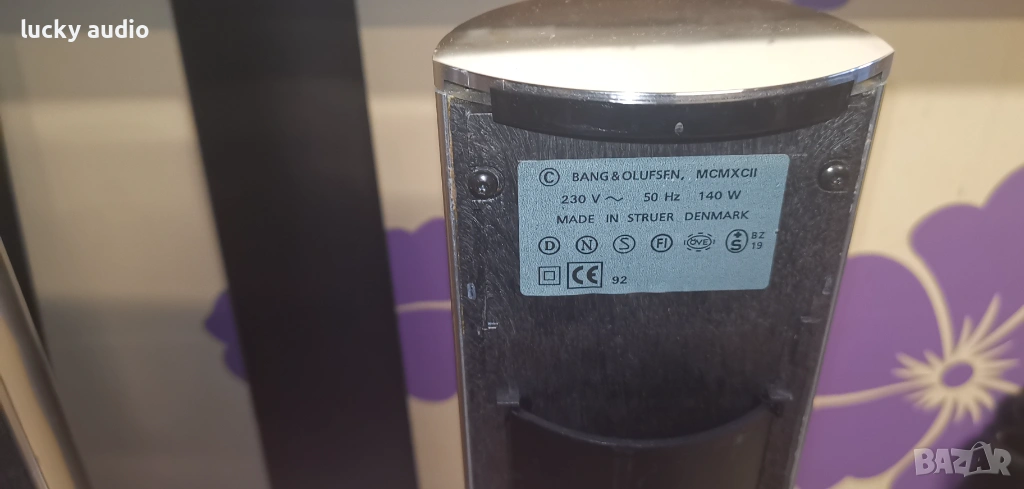 lucky audio
© BANG & OLUFSEN, MCMXCII
230 V ~ 50 Hz 140 W
MADE IN STRUER DENMARK
D N S FI ÖVE S BZ 19
CE 92
BAZAR